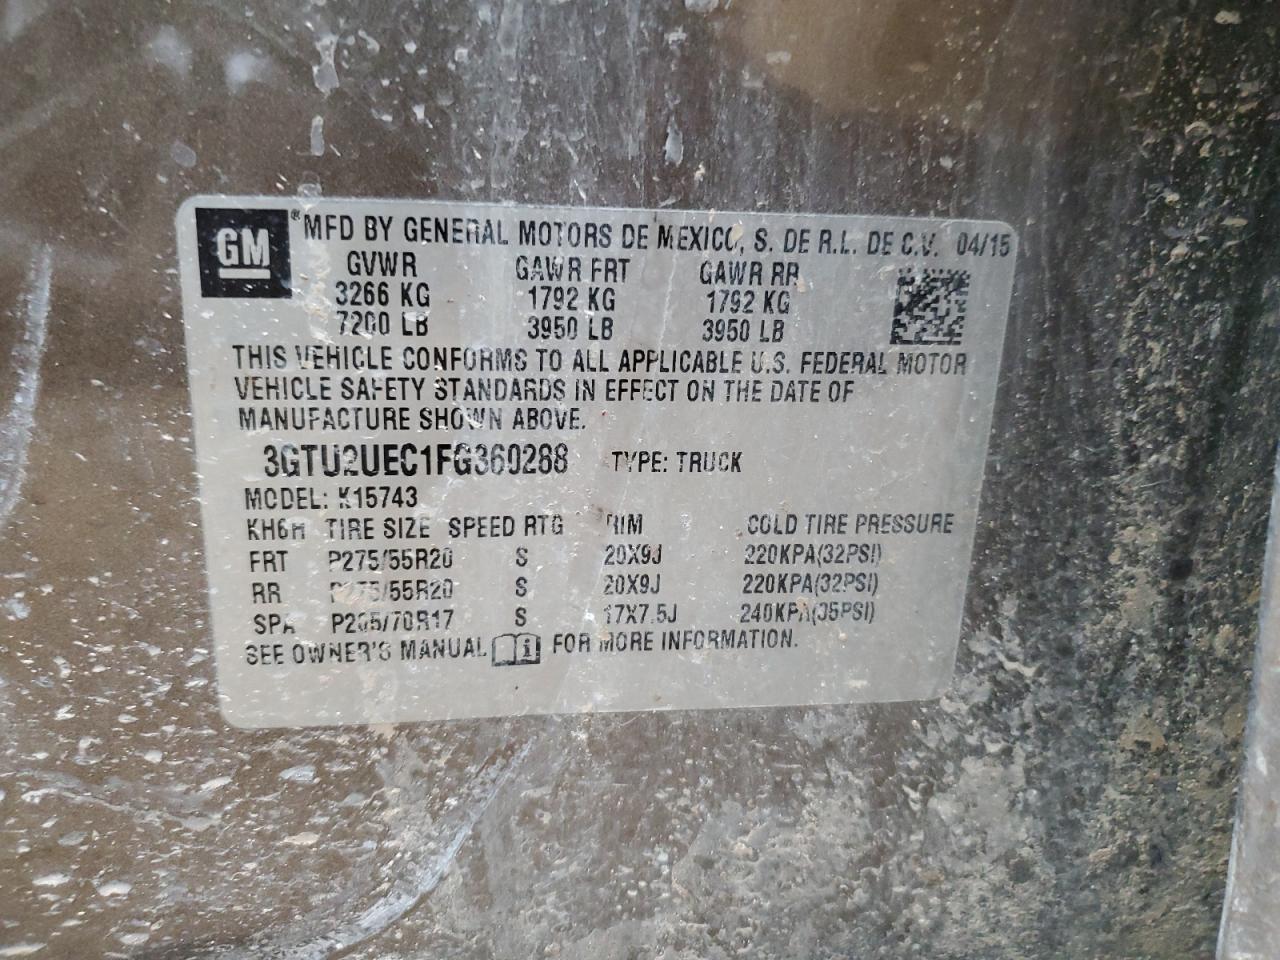 GM ® MFD BY GENERAL MOTORS DE MEXICO, S. DE R.L. DE C.V. 04/15
GVWR GAWR FRT GAWR RR
3266 KG 1792 KG 1792 KG
7200 LB 3950 LB 3950 LB
THIS VEHICLE CONFORMS TO ALL APPLICABLE U.S. FEDERAL MOTOR
VEHICLE SAFETY STANDARDS IN EFFECT ON THE DATE OF
MANUFACTURE SHOWN ABOVE.
3GTU2UEC1FG360288 TYPE: TRUCK
MODEL: K15743
KH6H TIRE SIZE SPEED RTG RIM COLD TIRE PRESSURE
FRT P275/55R20 S 20X9J 220KPA(32PSI)
RR P275/55R20 S 20X9J 220KPA(32PSI)
SPA P265/70R17 S 17X7.5J 240KPA(35PSI)
SEE OWNER'S MANUAL FOR MORE INFORMATION.